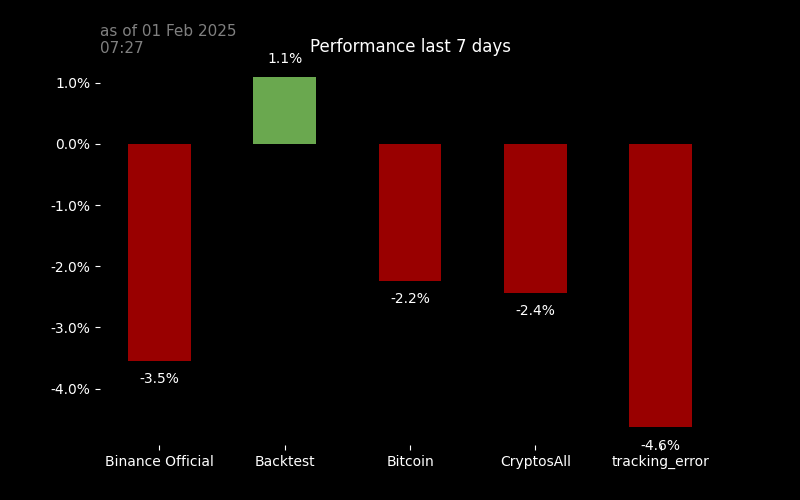 as of 01 Feb 2025
07:27
Performance last 7 days
1.1%
1.0%
0.0%
-1.0%
-2.0%
-2.2%
-2.4%
-3.0%
-3.5%
-4.0%
-4.6%
Binance Official
Backtest
Bitcoin
CryptosAll
tracking_error